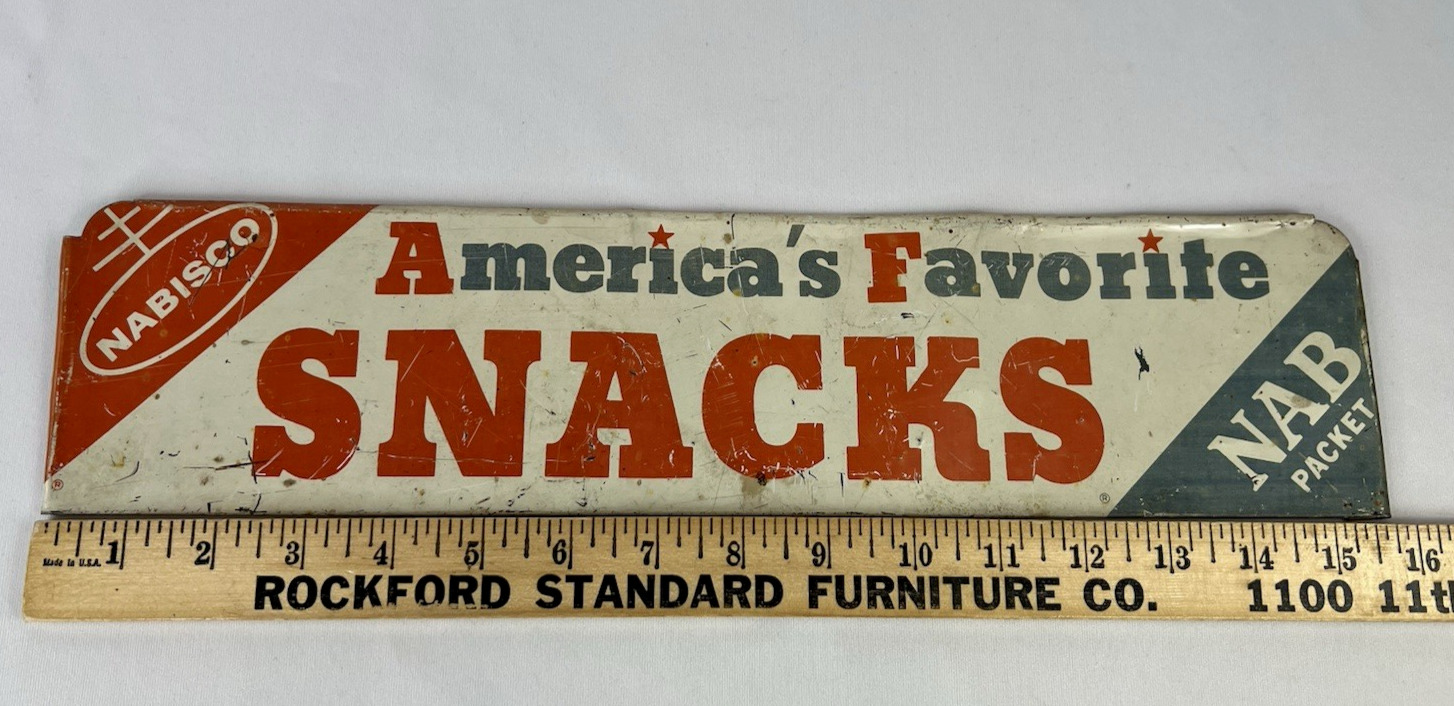 NABISCO
America's Favorite
SNACKS
NAB
PACKET
®
®
1 2 3 4 5 6 7 8 9 10 11 12 13 14 15 16
Made in U.S.A.
ROCKFORD STANDARD FURNITURE CO. 1100 11th